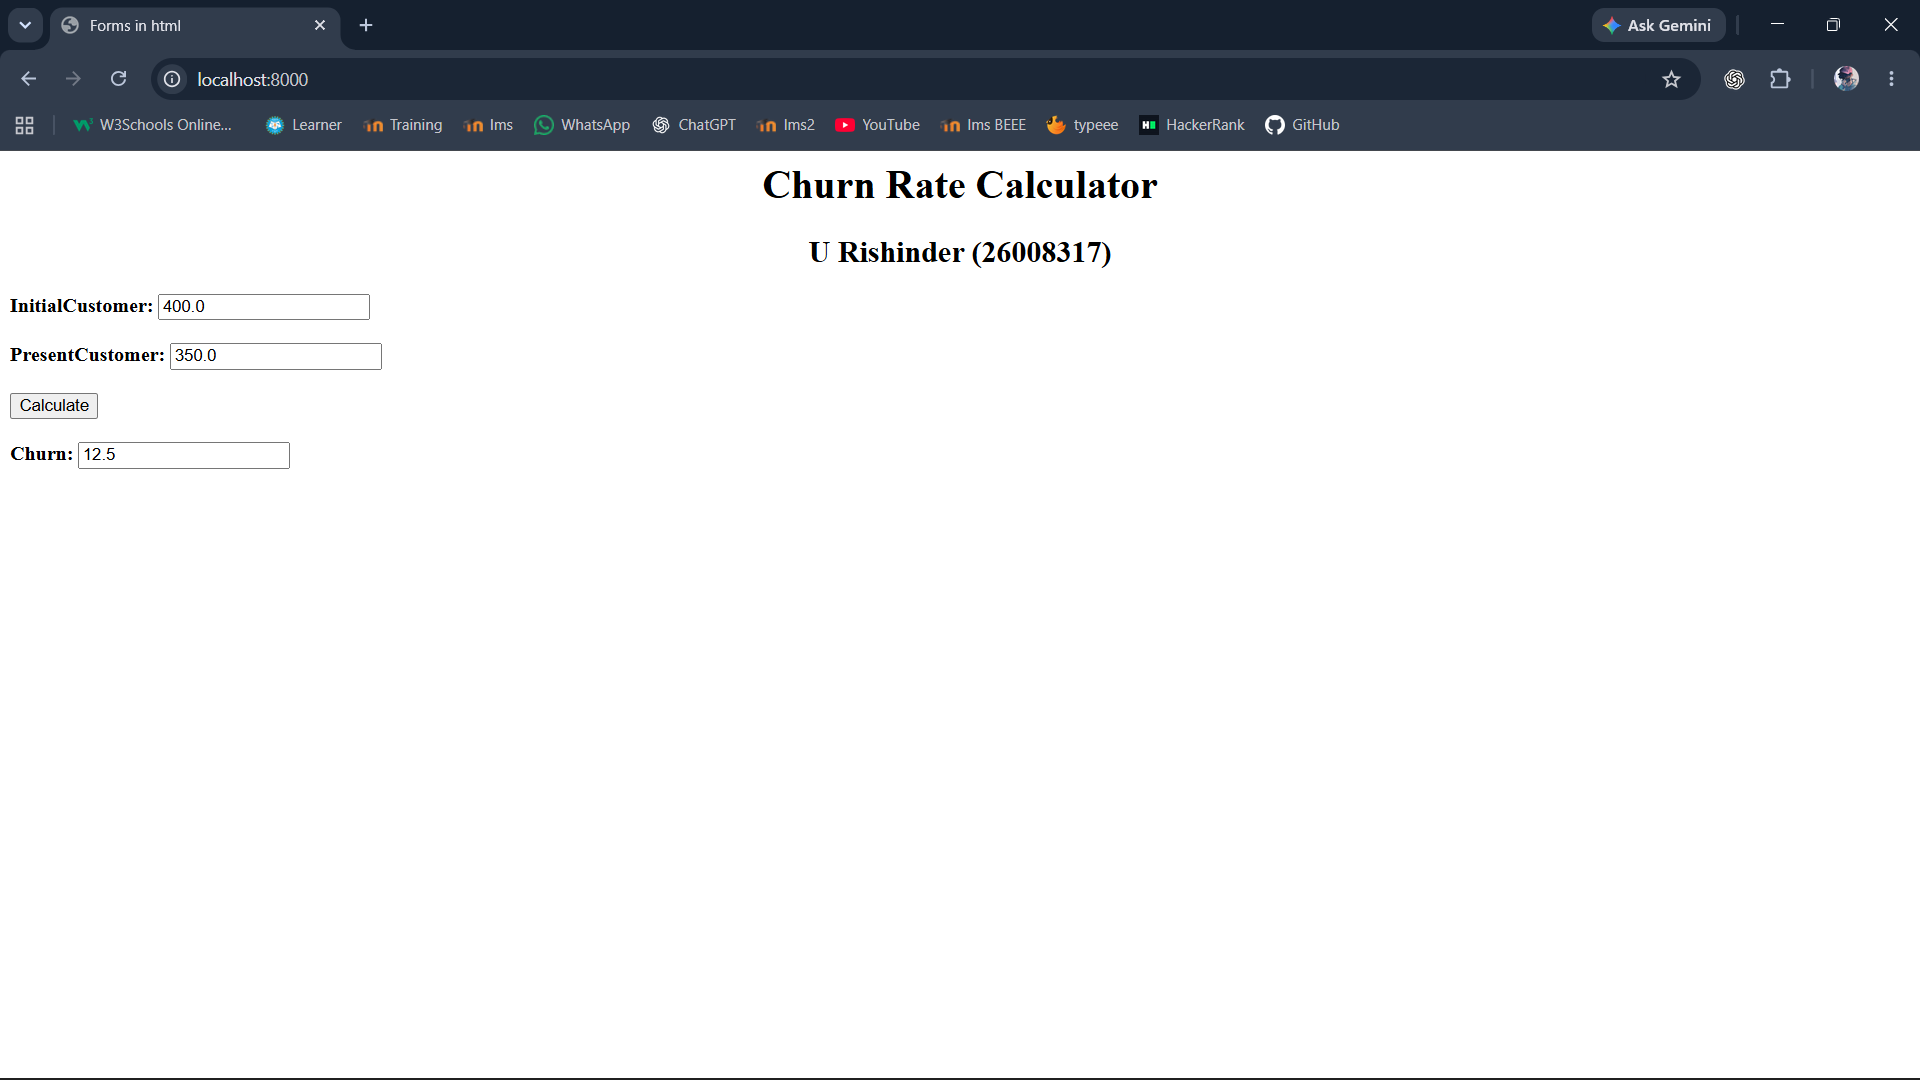 Forms in html
Ask Gemini
localhost:8000
W3Schools Online... Learner Training lms lms WhatsApp ChatGPT lms2 YouTube lms BEEE typeee HackerRank GitHub
Churn Rate Calculator
U Rishinder (26008317)
InitialCustomer: 400.0
PresentCustomer: 350.0
Calculate
Churn: 12.5